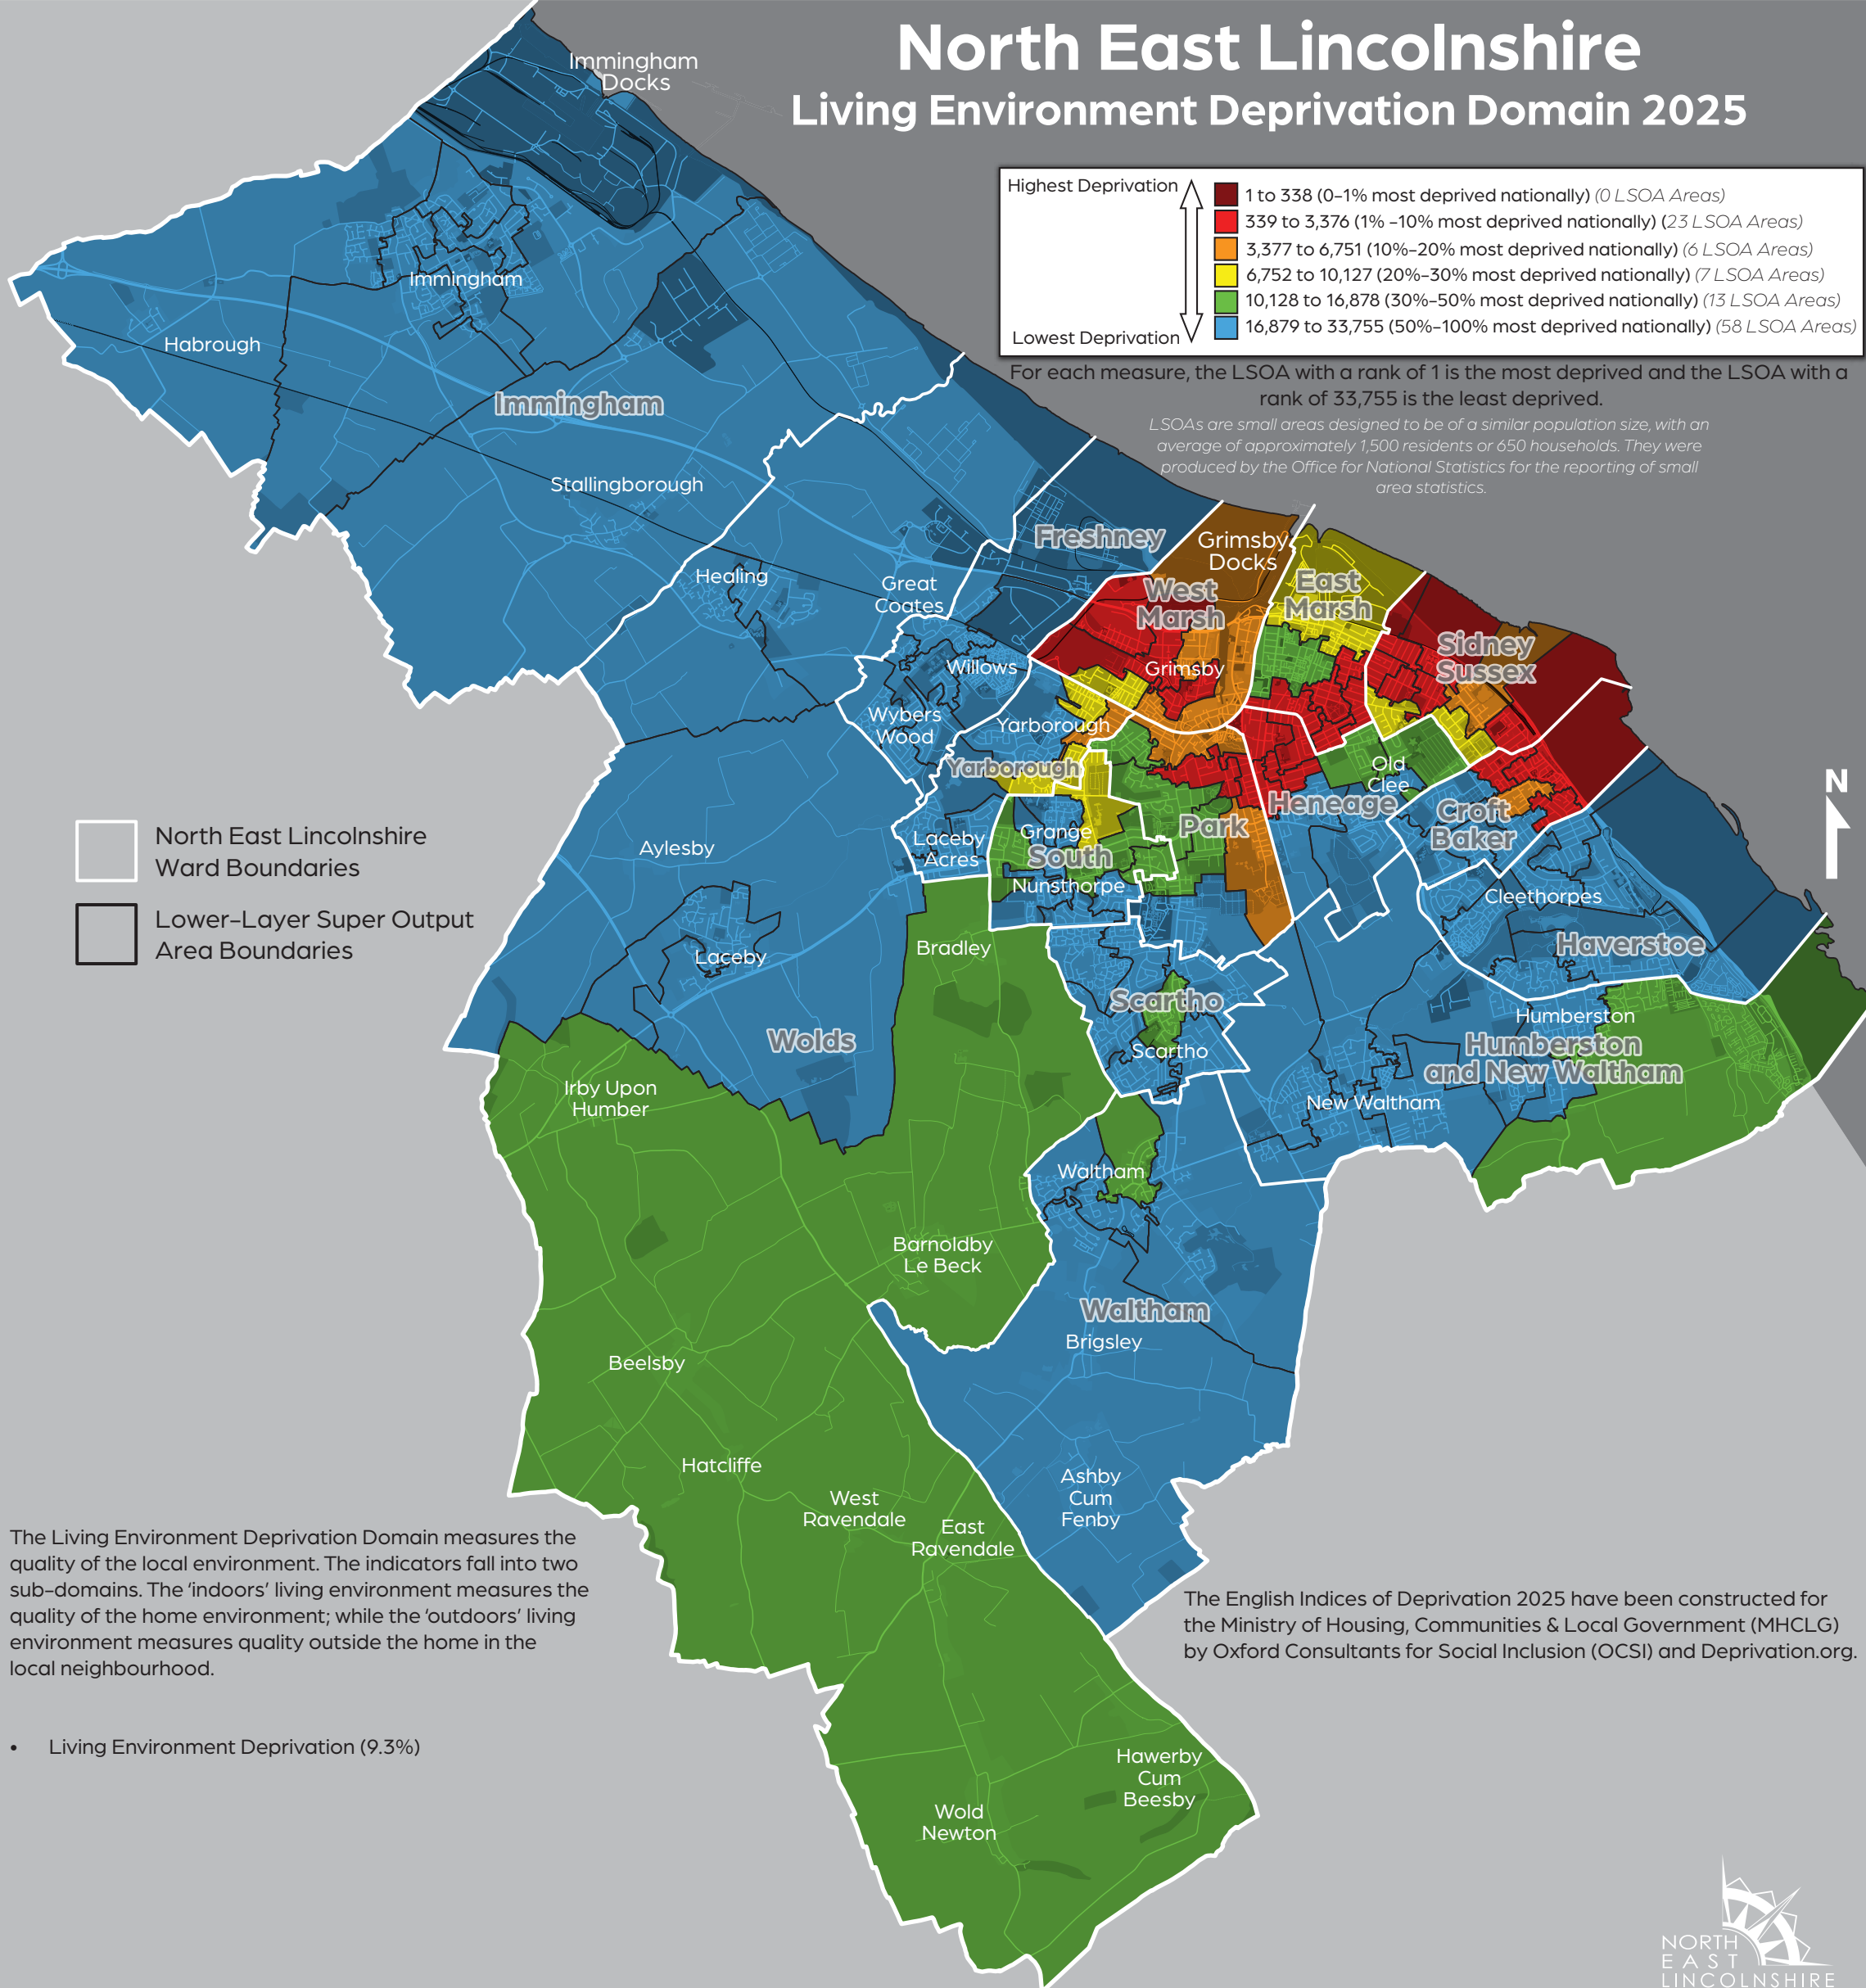 North East Lincolnshire
Living Environment Deprivation Domain 2025
Highest Deprivation
Lowest Deprivation
1 to 338 (0-1% most deprived nationally) (0 LSOA Areas)
339 to 3,376 (1% -10% most deprived nationally) (23 LSOA Areas)
3,377 to 6,751 (10%-20% most deprived nationally) (6 LSOA Areas)
6,752 to 10,127 (20%-30% most deprived nationally) (7 LSOA Areas)
10,128 to 16,878 (30%-50% most deprived nationally) (13 LSOA Areas)
16,879 to 33,755 (50%-100% most deprived nationally) (58 LSOA Areas)
For each measure, the LSOA with a rank of 1 is the most deprived and the LSOA with a
rank of 33,755 is the least deprived.
LSOAs are small areas designed to be of a similar population size, with an
average of approximately 1,500 residents or 650 households. They were
produced by the Office for National Statistics for the reporting of small
area statistics.
Immingham
Docks
Immingham
Habrough
Immingham
Stallingborough
Healing
Great
Coates
Freshney
Grimsby
Docks
West
Marsh
East
Marsh
Sidney
Sussex
Grimsby
Willows
Wybers
Wood
Yarborough
Yarborough
Old
Clee
Heneage
Croft
Baker
Park
Grange
South
Laceby
Acres
Nunsthorpe
Cleethorpes
Haverstoe
Aylesby
Laceby
Bradley
Wolds
Scartho
Scartho
Humberston
Humberston
and New Waltham
New Waltham
Irby Upon
Humber
Waltham
Barnoldby
Le Beck
Waltham
Brigsley
Beelsby
Hatcliffe
West
Ravendale
East
Ravendale
Ashby
Cum
Fenby
Hawerby
Cum
Beesby
Wold
Newton
N
North East Lincolnshire
Ward Boundaries
Lower-Layer Super Output
Area Boundaries
The Living Environment Deprivation Domain measures the
quality of the local environment. The indicators fall into two
sub-domains. The ‘indoors’ living environment measures the
quality of the home environment; while the ‘outdoors’ living
environment measures quality outside the home in the
local neighbourhood.
• Living Environment Deprivation (9.3%)
The English Indices of Deprivation 2025 have been constructed for
the Ministry of Housing, Communities & Local Government (MHCLG)
by Oxford Consultants for Social Inclusion (OCSI) and Deprivation.org.
NORTH
EAST
LINCOLNSHIRE